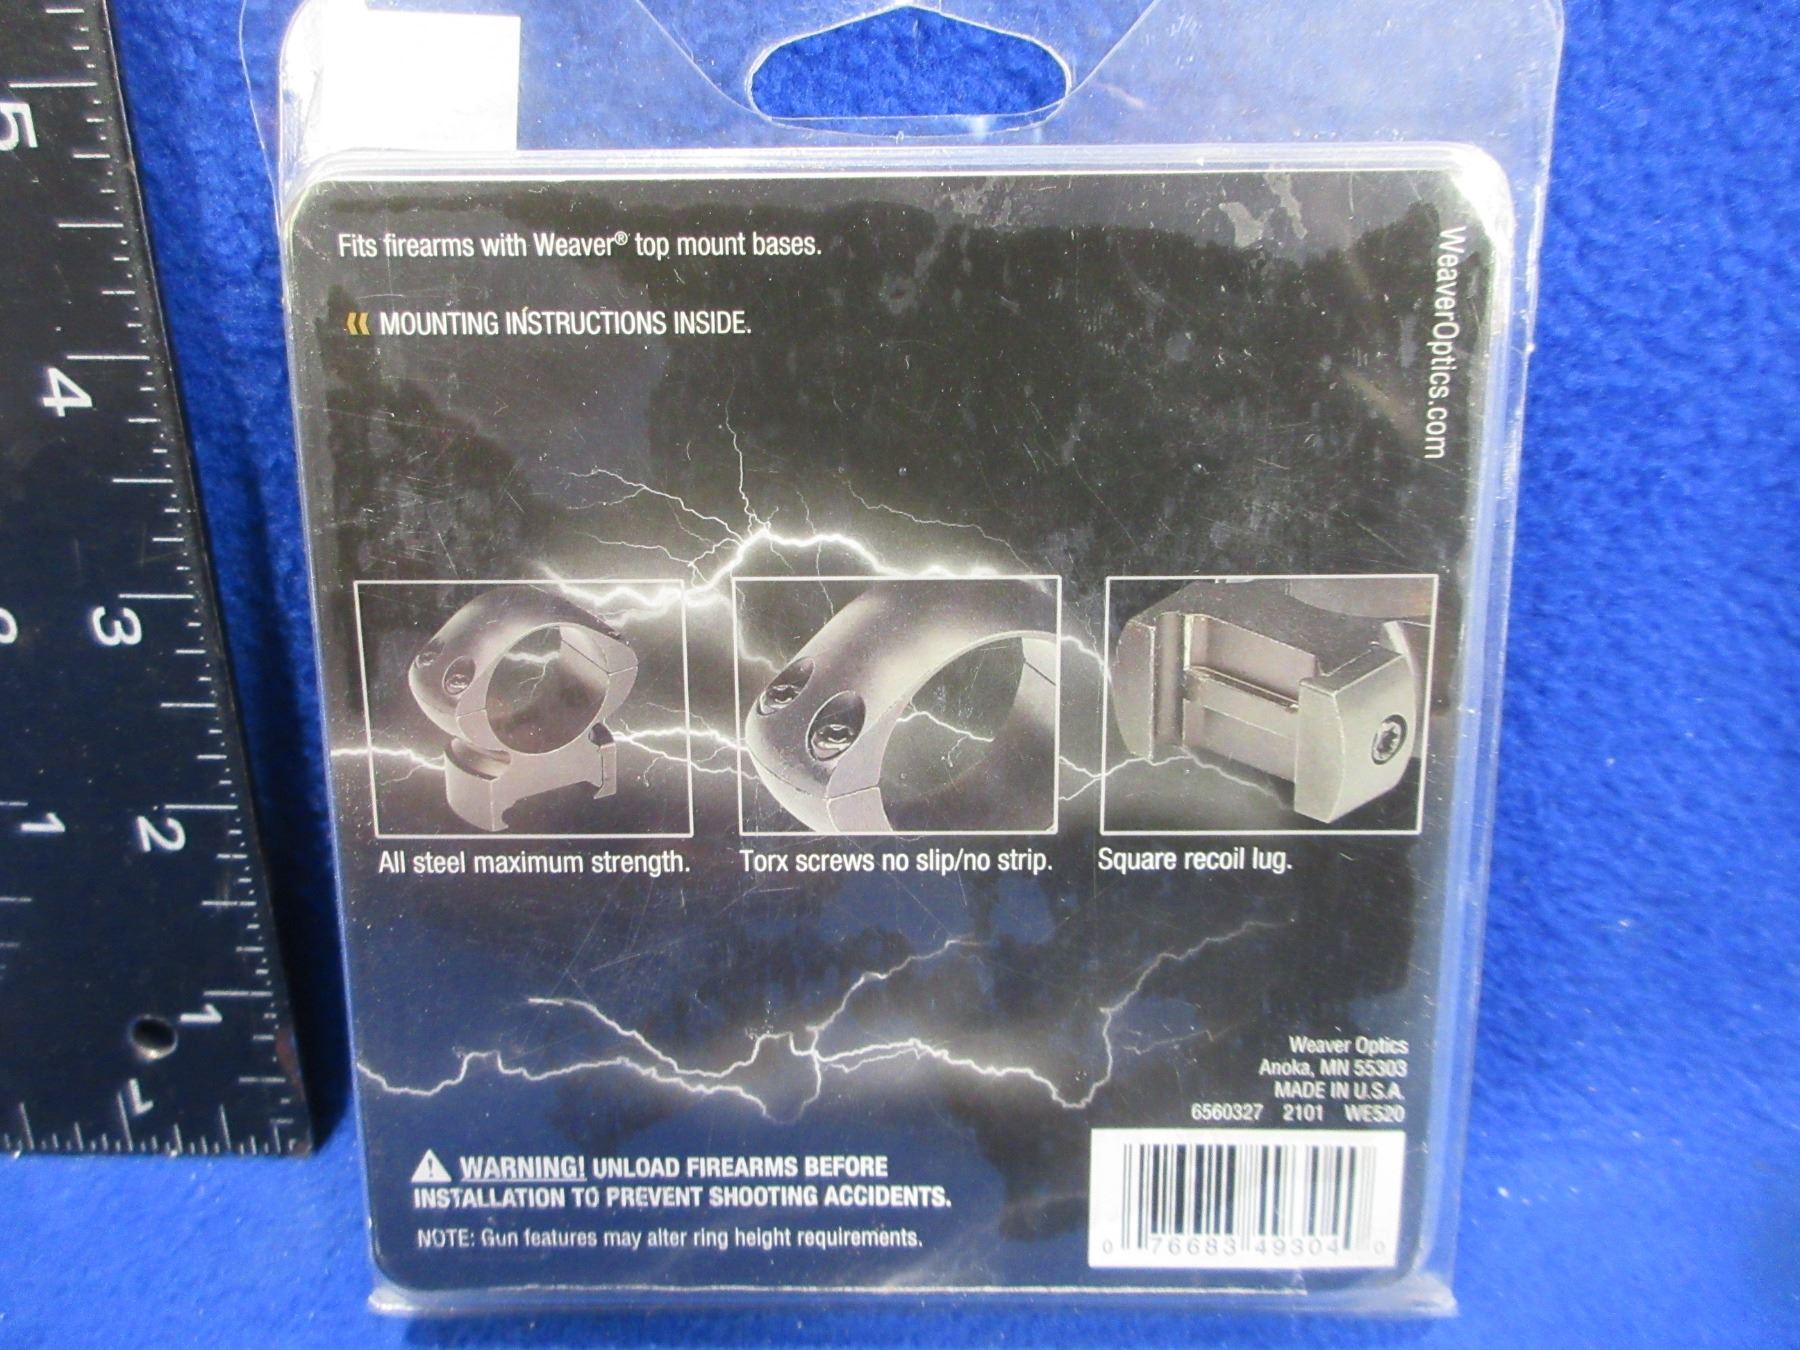 Fits firearms with Weaver® top mount bases.
« MOUNTING INSTRUCTIONS INSIDE.
WeaverOptics.com
All steel maximum strength.
Torx screws no slip/no strip.
Square recoil lug.
Weaver Optics
Anoka, MN 55303
MADE IN U.S.A.
6560327 2101 WE520
WARNING! UNLOAD FIREARMS BEFORE
INSTALLATION TO PREVENT SHOOTING ACCIDENTS.
NOTE: Gun features may alter ring height requirements.
0 76683 49304 0
5
4
3
2
1
1
1